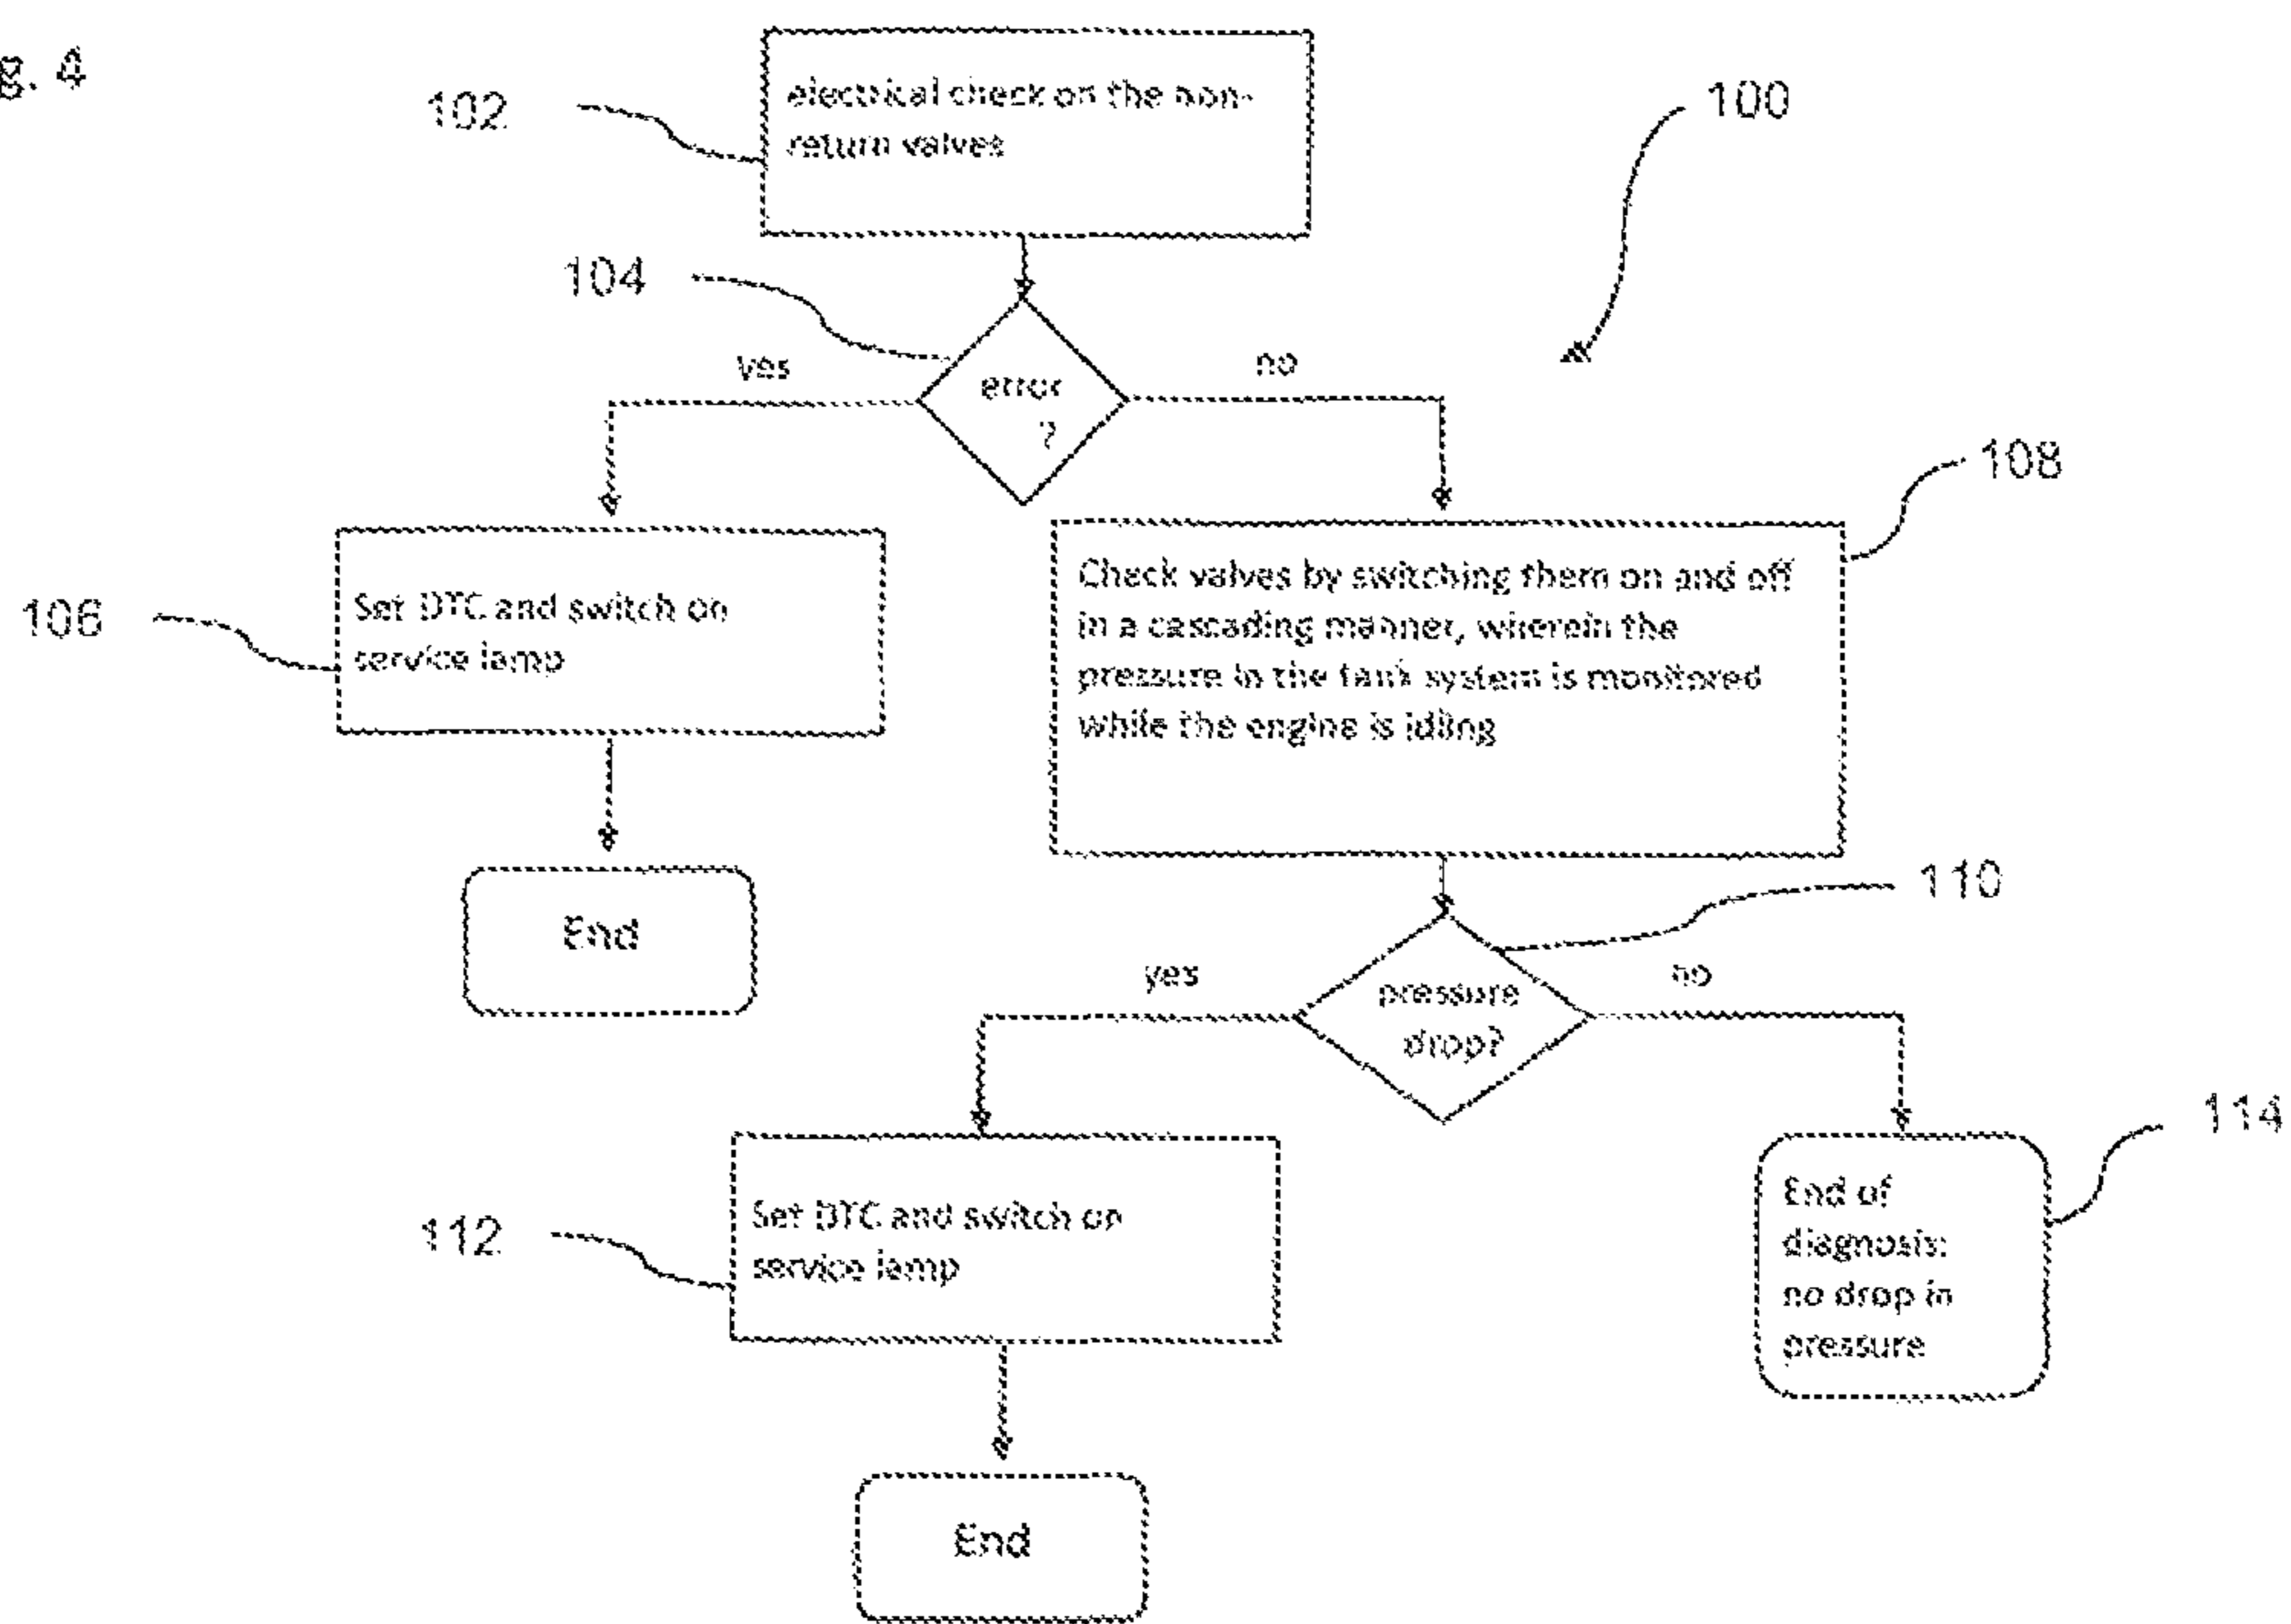 g. 4
102
electrical check on the non-
return valves
100
104
yes
error
?
no
108
106
Set DTC and switch on
service lamp
Check valves by switching them on and off
in a cascading manner, wherein the
pressure in the tank system is monitored
while the engine is idling
End
110
yes
pressure
drop?
no
114
112
Set DTC and switch on
service lamp
End of
diagnosis:
no drop in
pressure
End